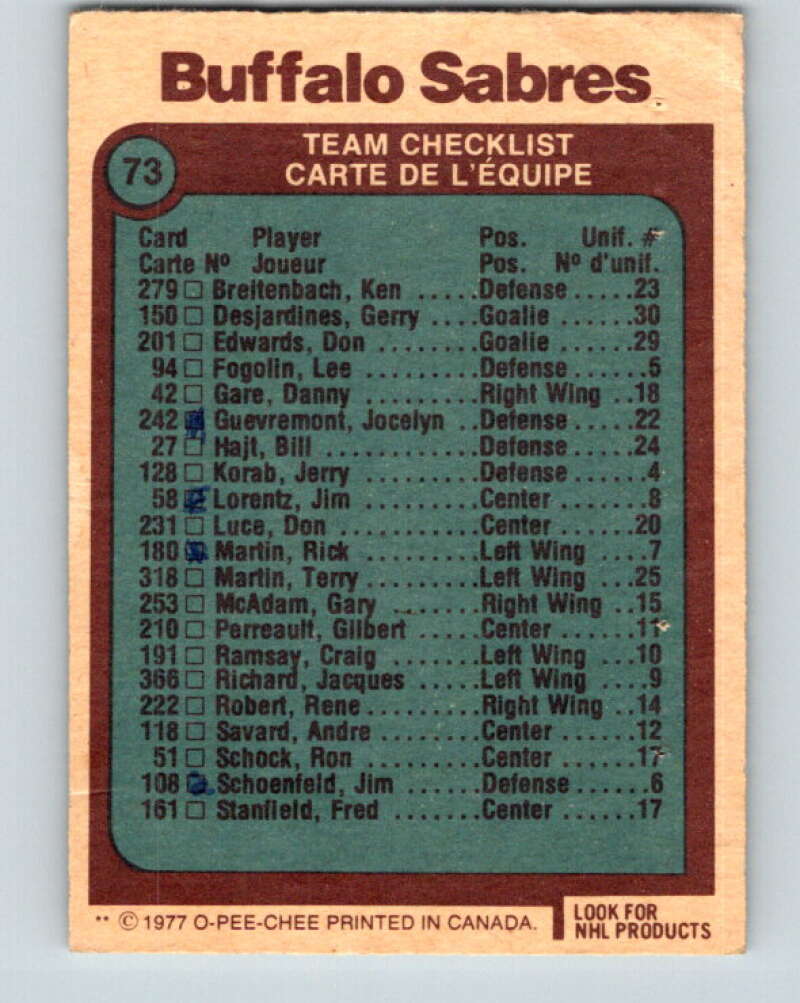 Buffalo Sabres
73
TEAM CHECKLIST
CARTE DE L'ÉQUIPE
Card Player Pos. Unif. #
Carte Nº Joueur Pos. Nº d'unif.
279 □ Breitenbach, Ken .....Defense.....23
150 □ Desjardines, Gerry ....Goalie ......30
201 □ Edwards, Don ........Goalie ......29
94 □ Fogolin, Lee .........Defense......5
42 □ Gare, Danny .........Right Wing ..18
242 ■ Guevremont, Jocelyn ..Defense.....22
27 □ Hajt, Bill ............Defense.....24
128 □ Korab, Jerry .........Defense......4
58 ■ Lorentz, Jim .........Center .......8
231 □ Luce, Don ...........Center ......20
180 ■ Martin, Rick .........Left Wing ....7
318 □ Martin, Terry ........Left Wing ...25
253 □ McAdam, Gary .......Right Wing ..15
210 □ Perreault, Gilbert .....Center ......11
191 □ Ramsay, Craig .......Left Wing ...10
366 □ Richard, Jacques .....Left Wing ....9
222 □ Robert, Rene.........Right Wing ..14
118 □ Savard, Andre ........Center ......12
51 □ Schock, Ron .........Center ......17
108 ■ Schoenfeld, Jim ......Defense......6
161 □ Stanfield, Fred .......Center ......17
** © 1977 O-PEE-CHEE PRINTED IN CANADA.
LOOK FOR
NHL PRODUCTS